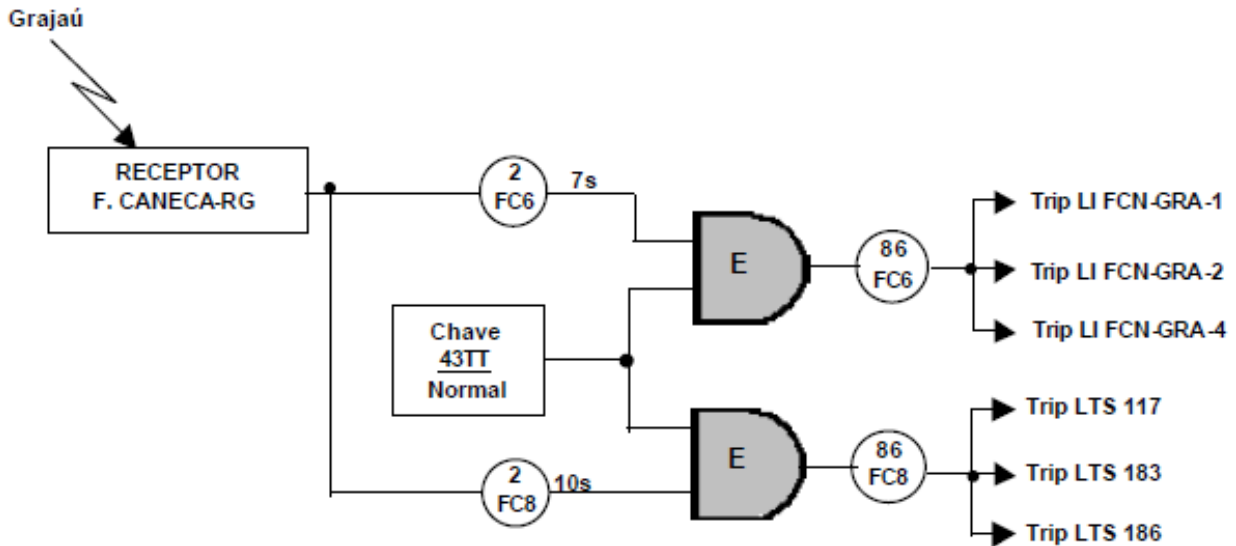 Grajaú
RECEPTOR
F. CANECA-RG
2
FC6
7s
E
86
FC6
Trip LI FCN-GRA-1
Trip LI FCN-GRA-2
Trip LI FCN-GRA-4
Chave
43TT
Normal
2
FC8
10s
E
86
FC8
Trip LTS 117
Trip LTS 183
Trip LTS 186